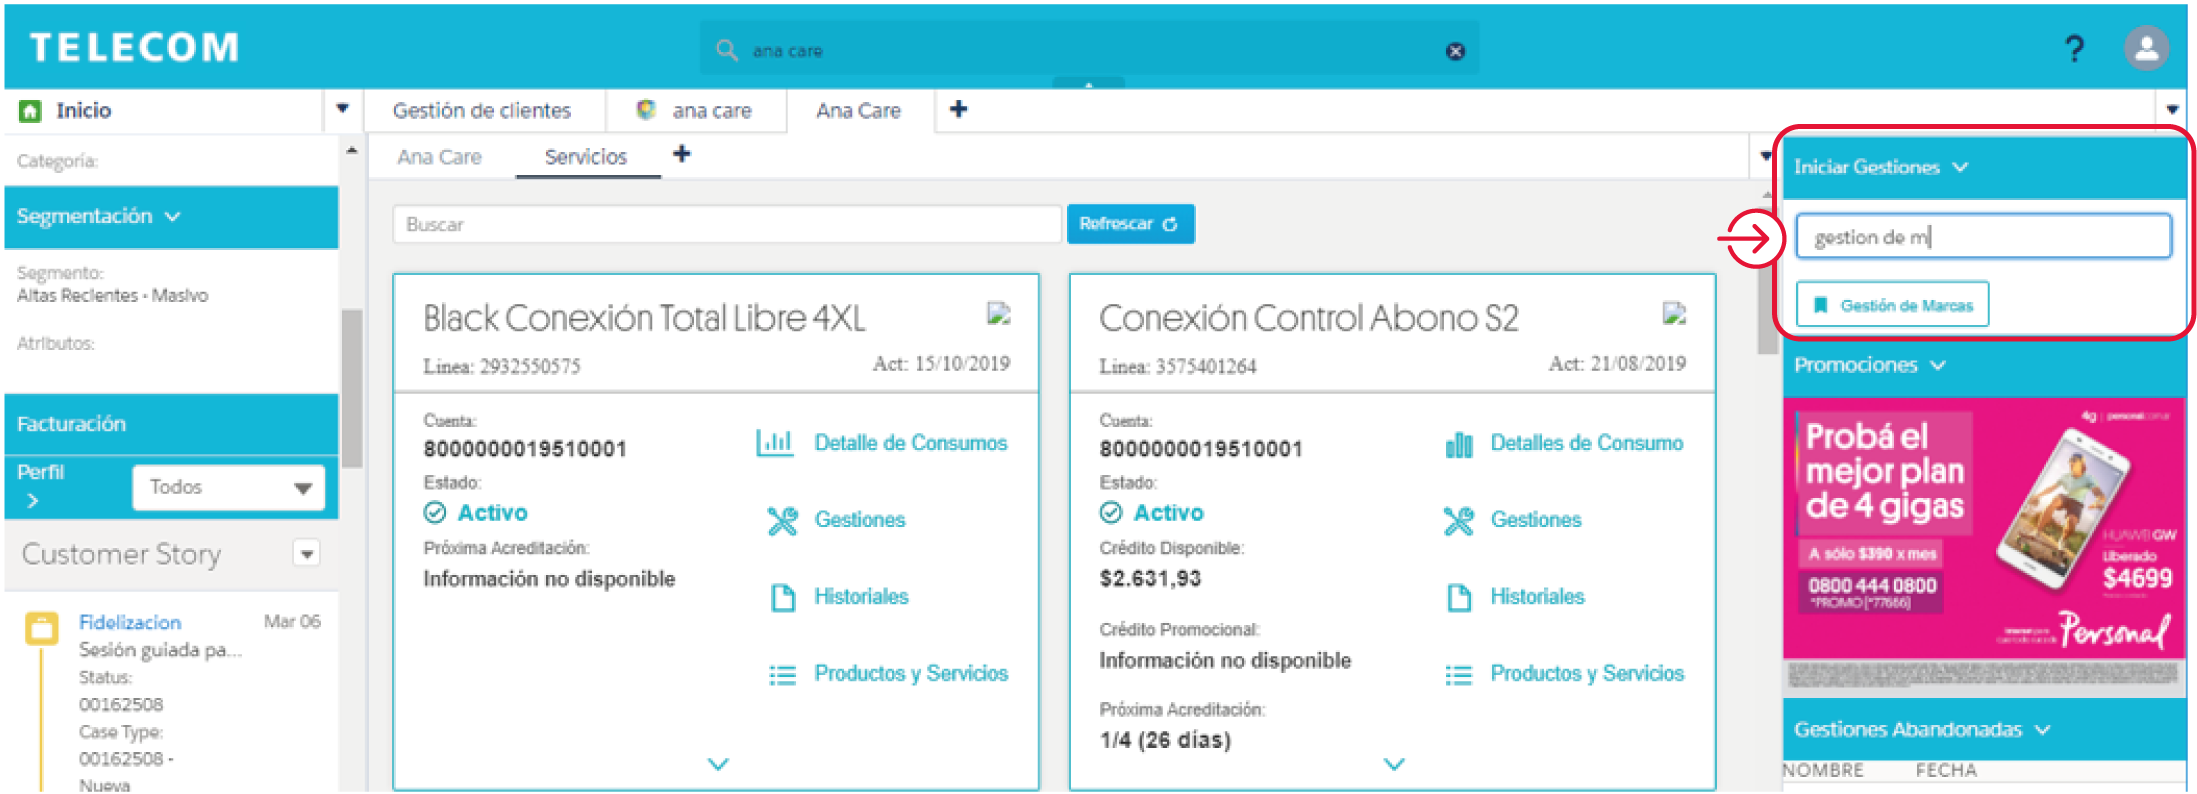 TELECOM
ana care
?
Inicio
Gestión de clientes
ana care
Ana Care
Categoría:
Segmentación
Segmento:
Altas Recientes - Masivo
Atributos:
Facturación
Perfil
Todos
Customer Story
Fidelizacion
Mar 06
Sesión guiada pa...
Status:
00162508
Case Type:
00162508 -
Nueva
Ana Care
Servicios
Buscar
Refrescar
Black Conexión Total Libre 4XL
Linea: 2932550575
Act: 15/10/2019
Cuenta:
8000000019510001
Estado:
Activo
Próxima Acreditación:
Información no disponible
Detalle de Consumos
Gestiones
Historiales
Productos y Servicios
Conexión Control Abono S2
Linea: 3575401264
Act: 21/08/2019
Cuenta:
8000000019510001
Estado:
Activo
Crédito Disponible:
$2.631,93
Crédito Promocional:
Información no disponible
Próxima Acreditación:
1/4 (26 días)
Detalles de Consumo
Gestiones
Historiales
Productos y Servicios
Iniciar Gestiones
gestion de m
Gestión de Marcas
Promociones
4g | personal.com.ar
Probá el
mejor plan
de 4 gigas
A sólo $390 x mes
0800 444 0800
*PROMO (*77666)
HUAWEI GW
Liberado
$4699
Personal
Gestiones Abandonadas
NOMBRE
FECHA